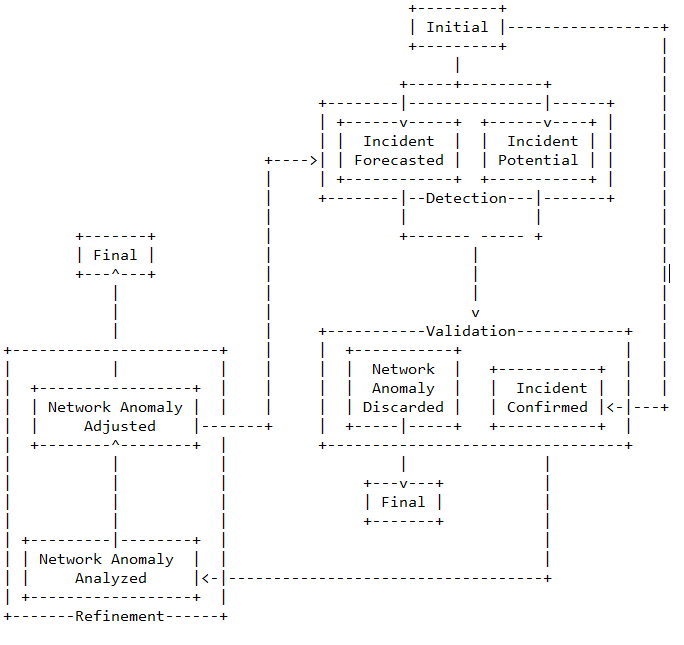 Initial
Incident Incident
Forecasted Potential
Detection
Final
Validation
Network
Anomaly Incident
Network Anomaly Discarded Confirmed
Adjusted
Final
Network Anomaly
Analyzed
Refinement